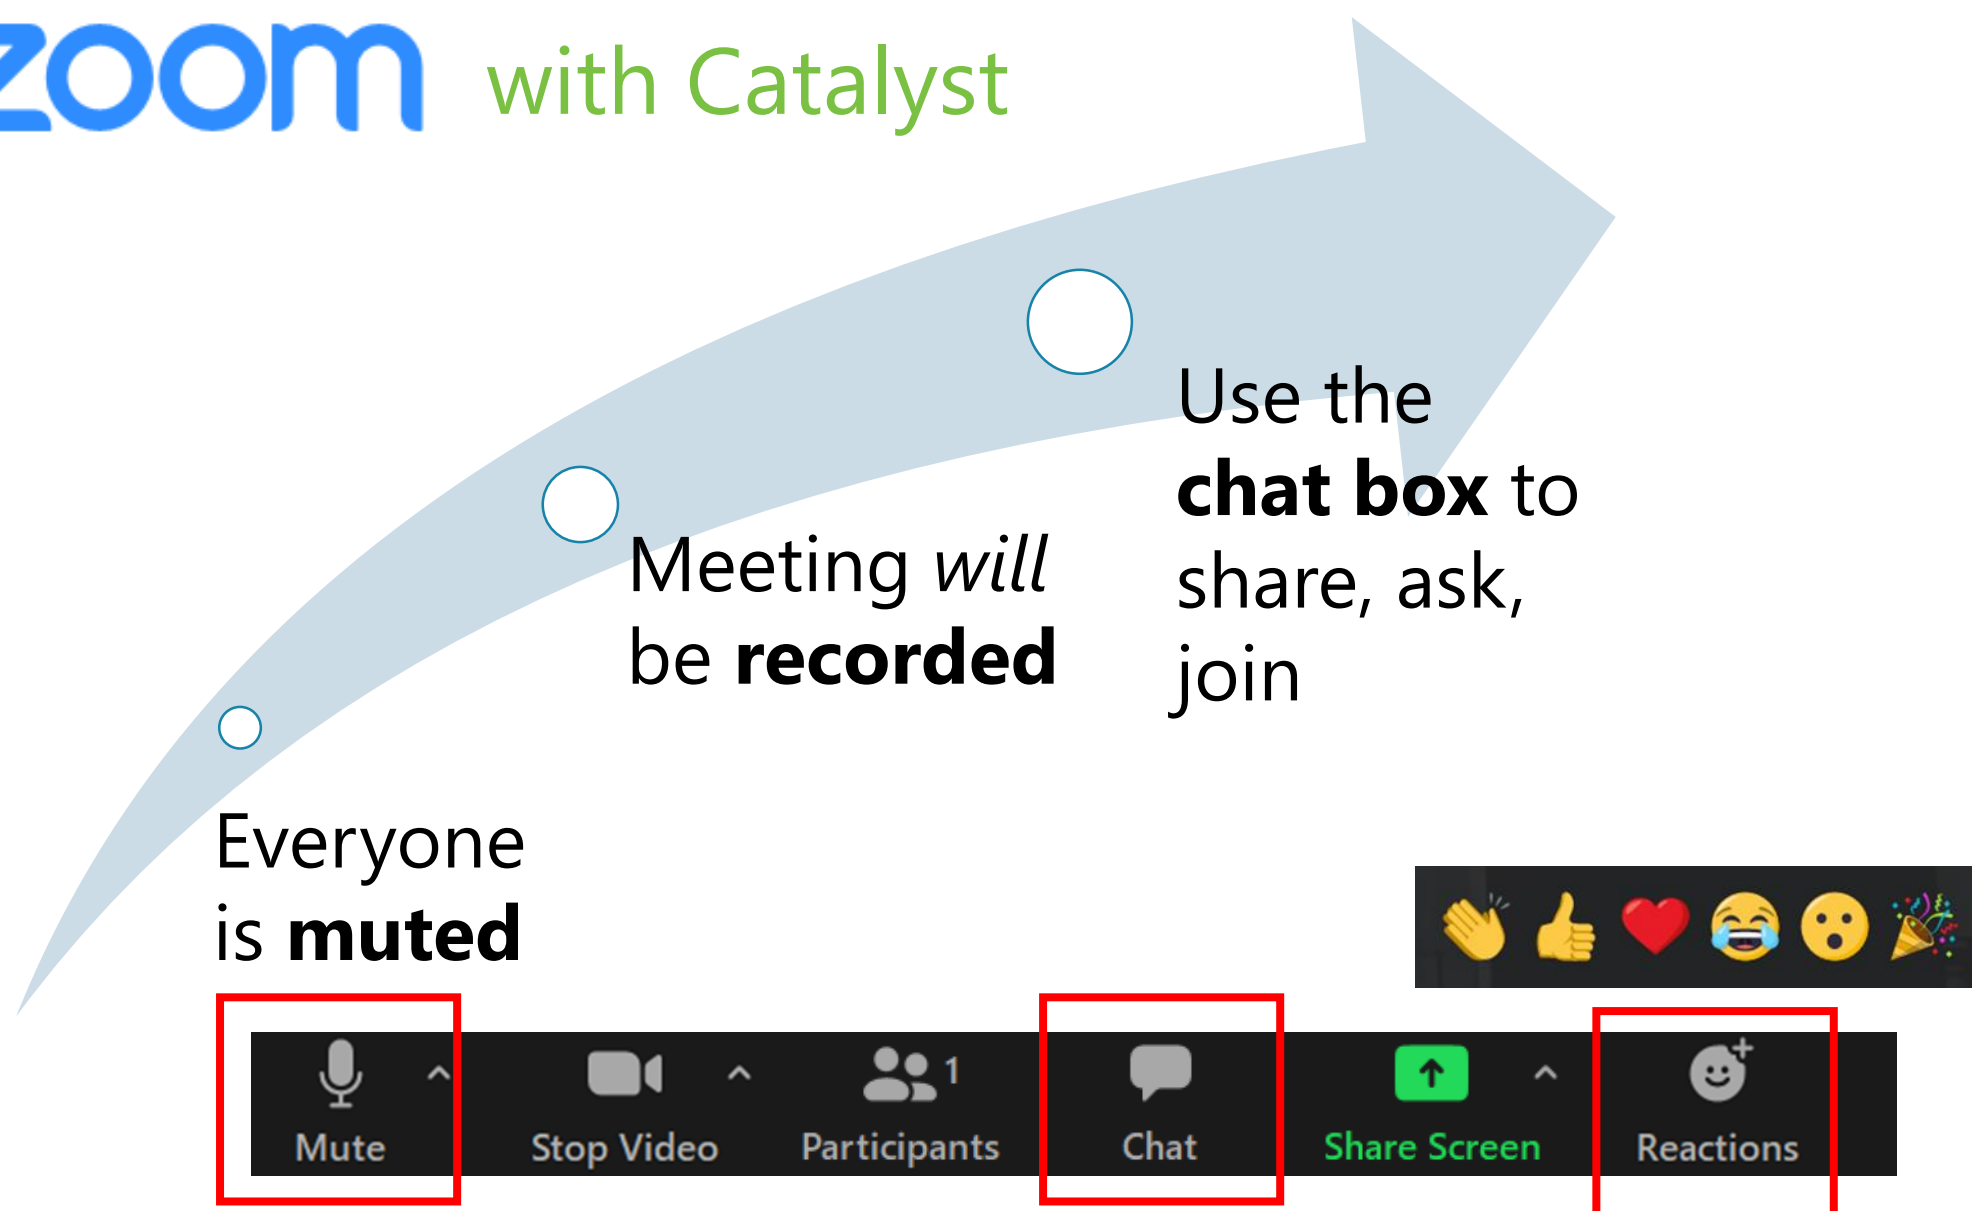 zoom with Catalyst
Use the
chat box to
share, ask,
join
Meeting will
be recorded
Everyone
is muted
1
Mute
Stop Video
Participants
Chat
Share Screen
Reactions